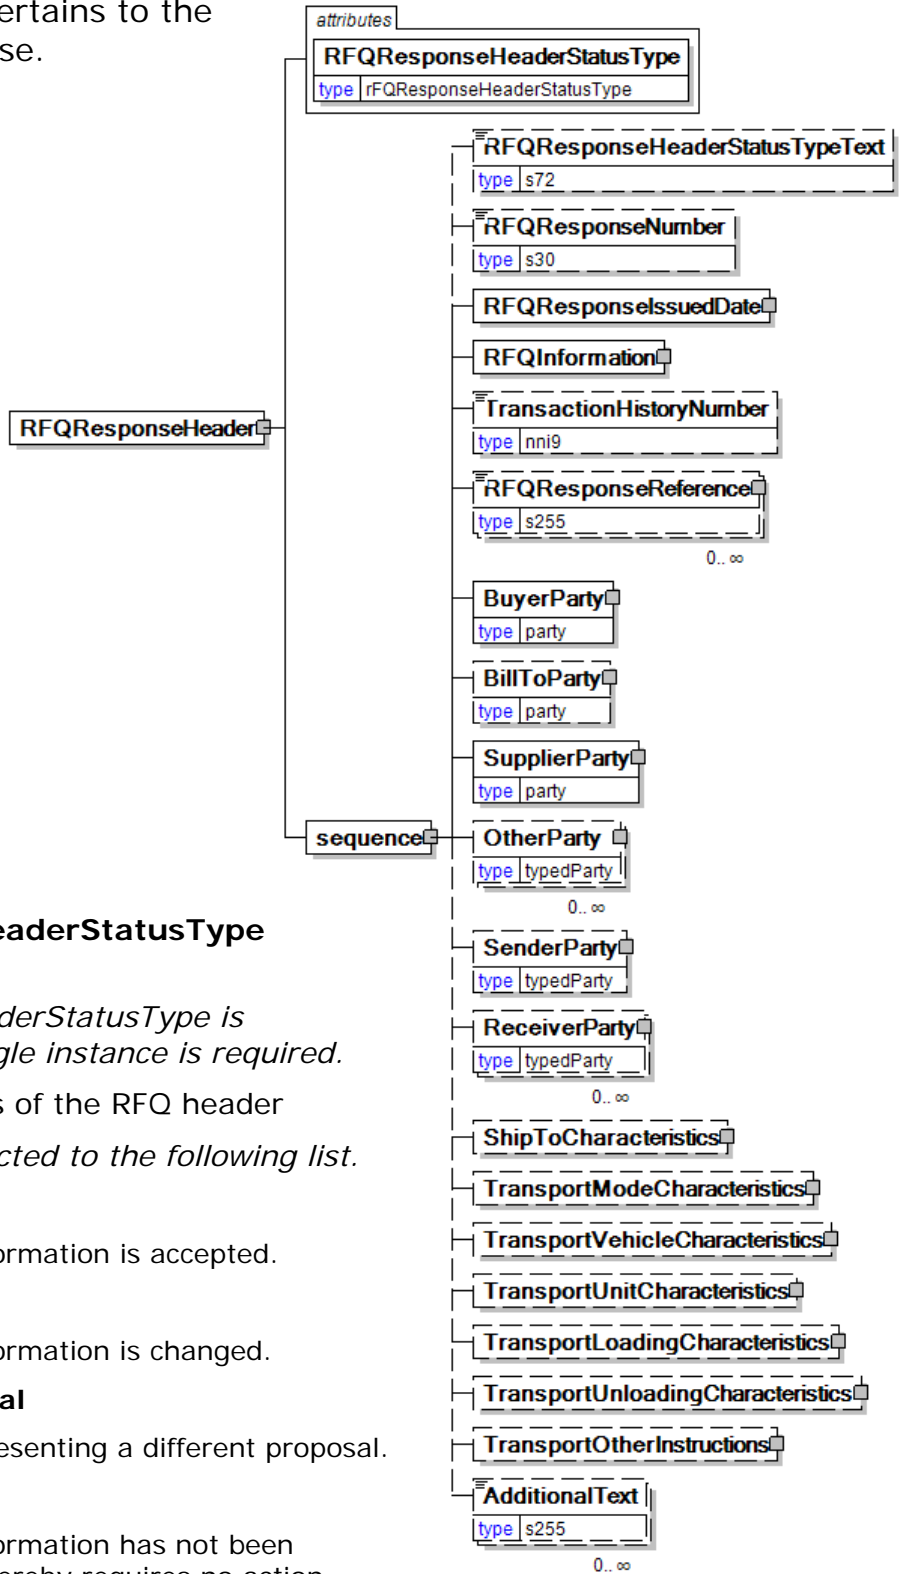 ertains to the
se.
attributes
RFQResponseHeaderStatusType
type rFQResponseHeaderStatusType
RFQResponseHeaderStatusTypeText
type s72
RFQResponseNumber
type s30
RFQResponseIssuedDate
RFQInformation
TransactionHistoryNumber
type nni9
RFQResponseHeader
RFQResponseReference
type s255
0..∞
BuyerParty
type party
BillToParty
type party
SupplierParty
type party
sequence
OtherParty
type typedParty
0..∞
SenderParty
type typedParty
ReceiverParty
type typedParty
0..∞
ShipToCharacteristics
TransportModeCharacteristics
TransportVehicleCharacteristics
TransportUnitCharacteristics
TransportLoadingCharacteristics
TransportUnloadingCharacteristics
TransportOtherInstructions
AdditionalText
type s255
0..∞
eaderStatusType
derStatusType is
gle instance is required.
s of the RFQ header
cted to the following list.
ormation is accepted.
ormation is changed.
al
esenting a different proposal.
ormation has not been
ereby requires no action